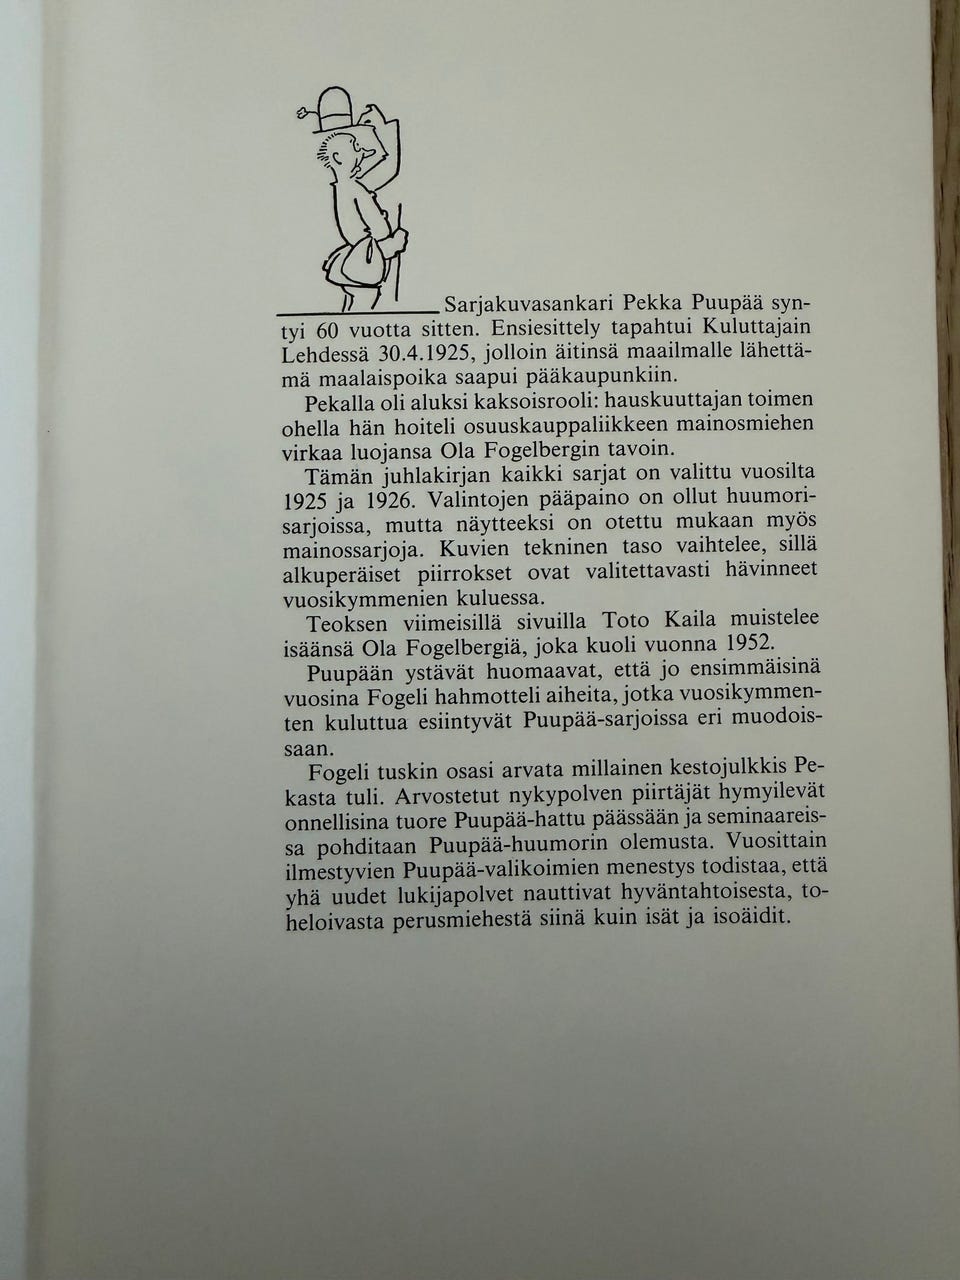 Sarjakuvasankari Pekka Puupää syn-
tyi 60 vuotta sitten. Ensiesittely tapahtui Kuluttajain
Lehdessä 30.4.1925, jolloin äitinsä maailmalle lähettä-
mä maalaispoika saapui pääkaupunkiin.
Pekalla oli aluksi kaksoisrooli: hauskuuttajan toimen
ohella hän hoiteli osuuskauppaliikkeen mainosmiehen
virkaa luojansa Ola Fogelbergin tavoin.
Tämän juhlakirjan kaikki sarjat on valittu vuosilta
1925 ja 1926. Valintojen pääpaino on ollut huumori-
sarjoissa, mutta näytteeksi on otettu mukaan myös
mainossarjoja. Kuvien tekninen taso vaihtelee, sillä
alkuperäiset piirrokset ovat valitettavasti hävinneet
vuosikymmenien kuluessa.
Teoksen viimeisillä sivuilla Toto Kaila muistelee
isäänsä Ola Fogelbergiä, joka kuoli vuonna 1952.
Puupään ystävät huomaavat, että jo ensimmäisinä
vuosina Fogeli hahmotteli aiheita, jotka vuosikymmen-
ten kuluttua esiintyvät Puupää-sarjoissa eri muodois-
saan.
Fogeli tuskin osasi arvata millainen kestojulkkis Pe-
kasta tuli. Arvostetut nykypolven piirtäjät hymyilevät
onnellisina tuore Puupää-hattu päässään ja seminaareis-
sa pohditaan Puupää-huumorin olemusta. Vuosittain
ilmestyvien Puupää-valikoimien menestys todistaa, että
yhä uudet lukijapolvet nauttivat hyväntahtoisesta, to-
heloivasta perusmiehestä siinä kuin isät ja isoäidit.